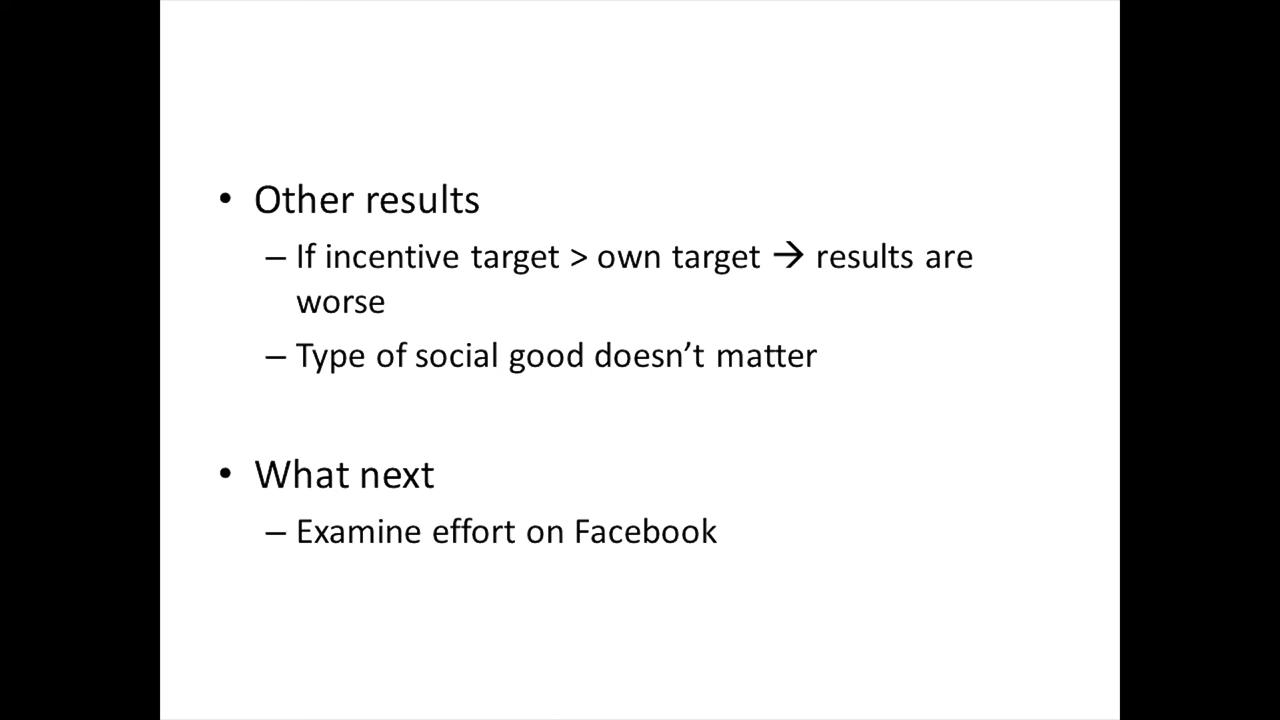 • Other results
– If incentive target > own target → results are
worse
– Type of social good doesn’t matter
• What next
– Examine effort on Facebook